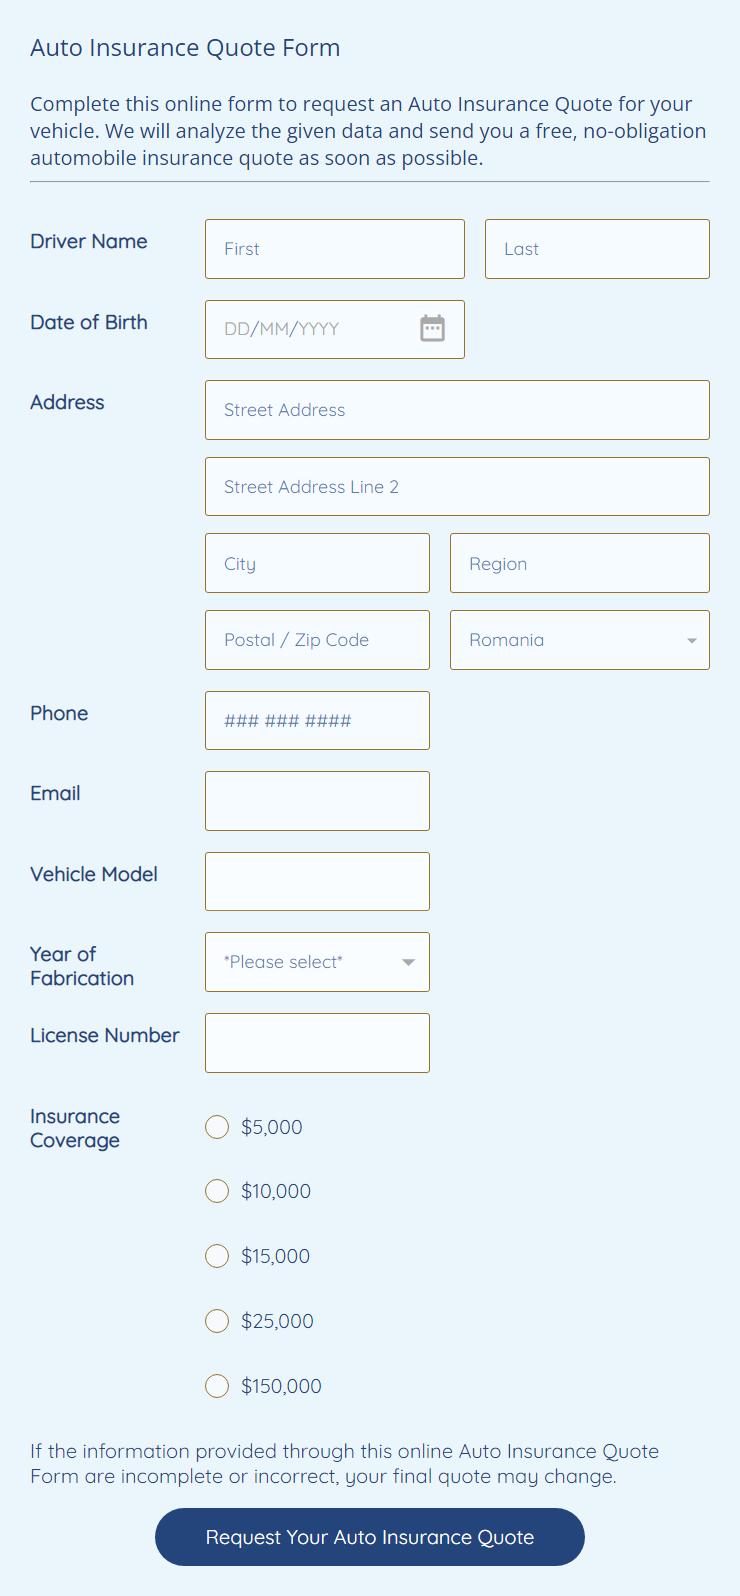 Auto Insurance Quote Form
Complete this online form to request an Auto Insurance Quote for your
vehicle. We will analyze the given data and send you a free, no-obligation
automobile insurance quote as soon as possible.
Driver Name
First
Last
Date of Birth
DD/MM/YYYY
Address
Street Address
Street Address Line 2
City
Region
Postal / Zip Code
Romania
Phone
### ### ####
Email
Vehicle Model
Year of
Fabrication
*Please select*
License Number
Insurance
Coverage
$5,000
$10,000
$15,000
$25,000
$150,000
If the information provided through this online Auto Insurance Quote
Form are incomplete or incorrect, your final quote may change.
Request Your Auto Insurance Quote